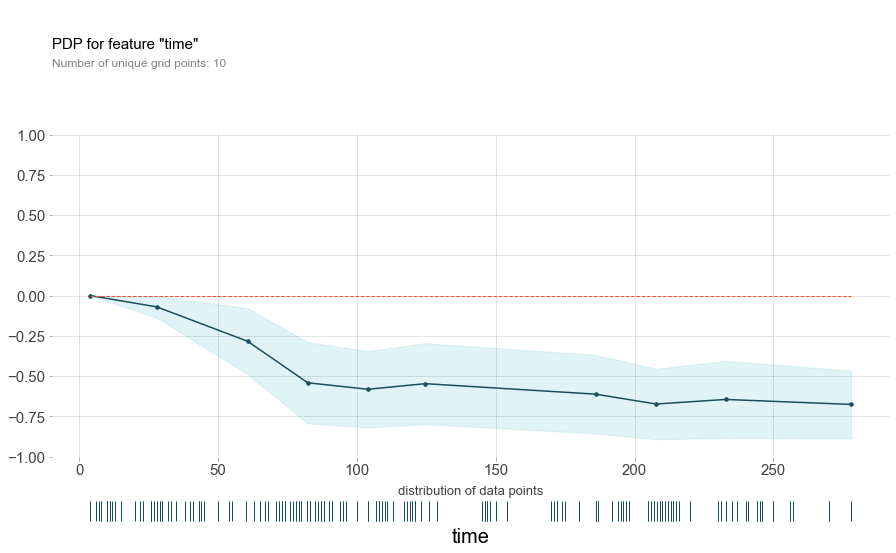 PDP for feature "time"
Number of unique grid points: 10
1.00
0.75
0.50
0.25
0.00
−0.25
−0.50
−0.75
−1.00
0 50 100 150 200 250
distribution of data points
time